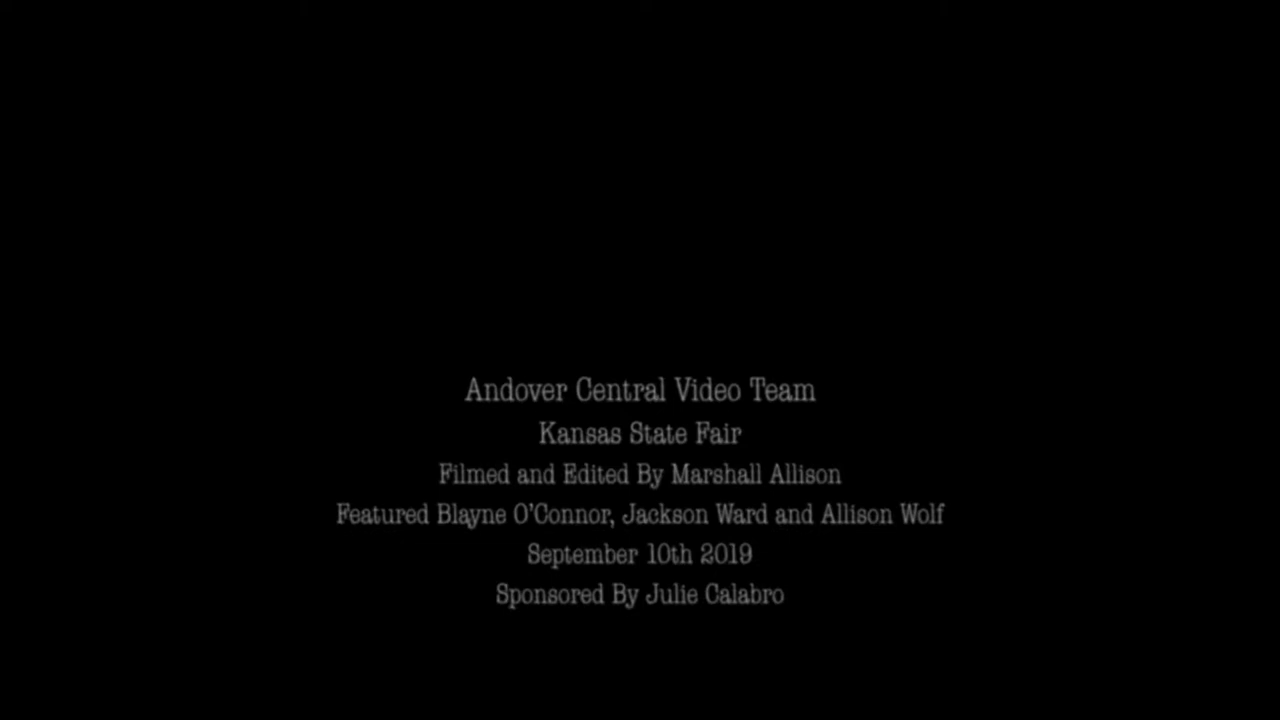 Andover Central Video Team
Kansas State Fair
Filmed and Edited By Marshall Allison
Featured Blayne O'Connor, Jackson Ward and Allison Wolf
September 10th 2019
Sponsored By Julie Calabro